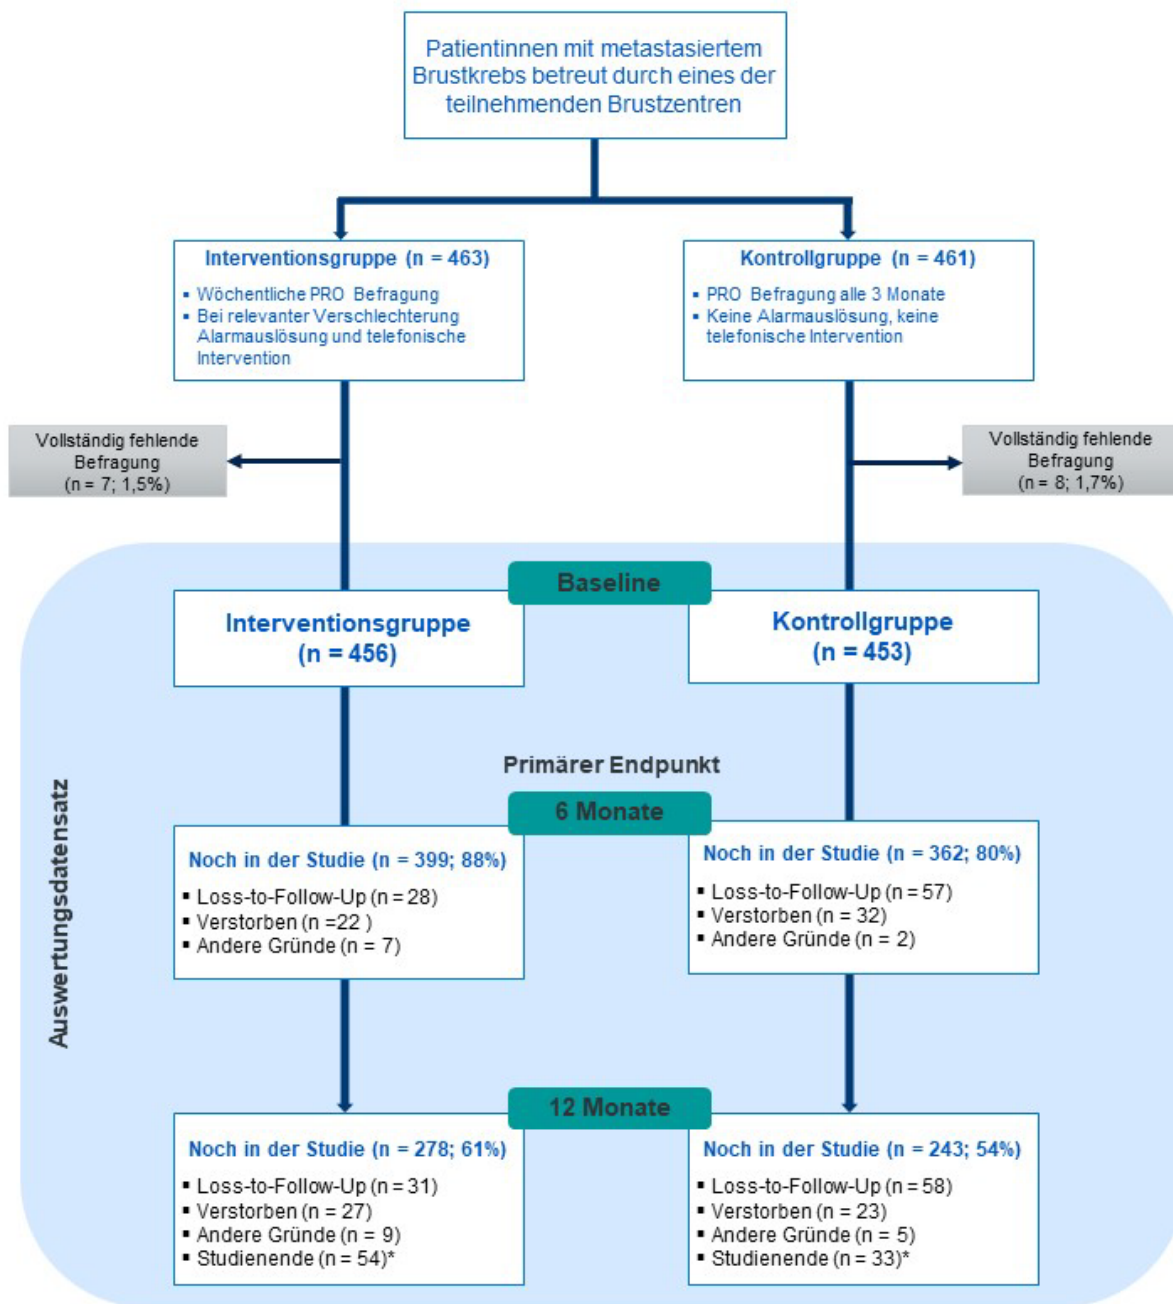 Patientinnen mit metastasiertem
Brustkrebs betreut durch eines der
teilnehmenden Brustzentren
Interventionsgruppe (n = 463)
▪ Wöchentliche PRO Befragung
▪ Bei relevanter Verschlechterung
Alarmauslösung und telefonische
Intervention
Kontrollgruppe (n = 461)
▪ PRO Befragung alle 3 Monate
▪ Keine Alarmauslösung, keine
telefonische Intervention
Vollständig fehlende
Befragung
(n = 7; 1,5%)
Vollständig fehlende
Befragung
(n = 8; 1,7%)
Baseline
Interventionsgruppe
(n = 456)
Kontrollgruppe
(n = 453)
Auswertungsdatensatz
Primärer Endpunkt
6 Monate
Noch in der Studie (n = 399; 88%)
▪ Loss-to-Follow-Up (n = 28)
▪ Verstorben (n =22 )
▪ Andere Gründe (n = 7)
Noch in der Studie (n = 362; 80%)
▪ Loss-to-Follow-Up (n = 57)
▪ Verstorben (n = 32)
▪ Andere Gründe (n = 2)
12 Monate
Noch in der Studie (n = 278; 61%)
▪ Loss-to-Follow-Up (n = 31)
▪ Verstorben (n = 27)
▪ Andere Gründe (n = 9)
▪ Studienende (n = 54)*
Noch in der Studie (n = 243; 54%)
▪ Loss-to-Follow-Up (n = 58)
▪ Verstorben (n = 23)
▪ Andere Gründe (n = 5)
▪ Studienende (n = 33)*